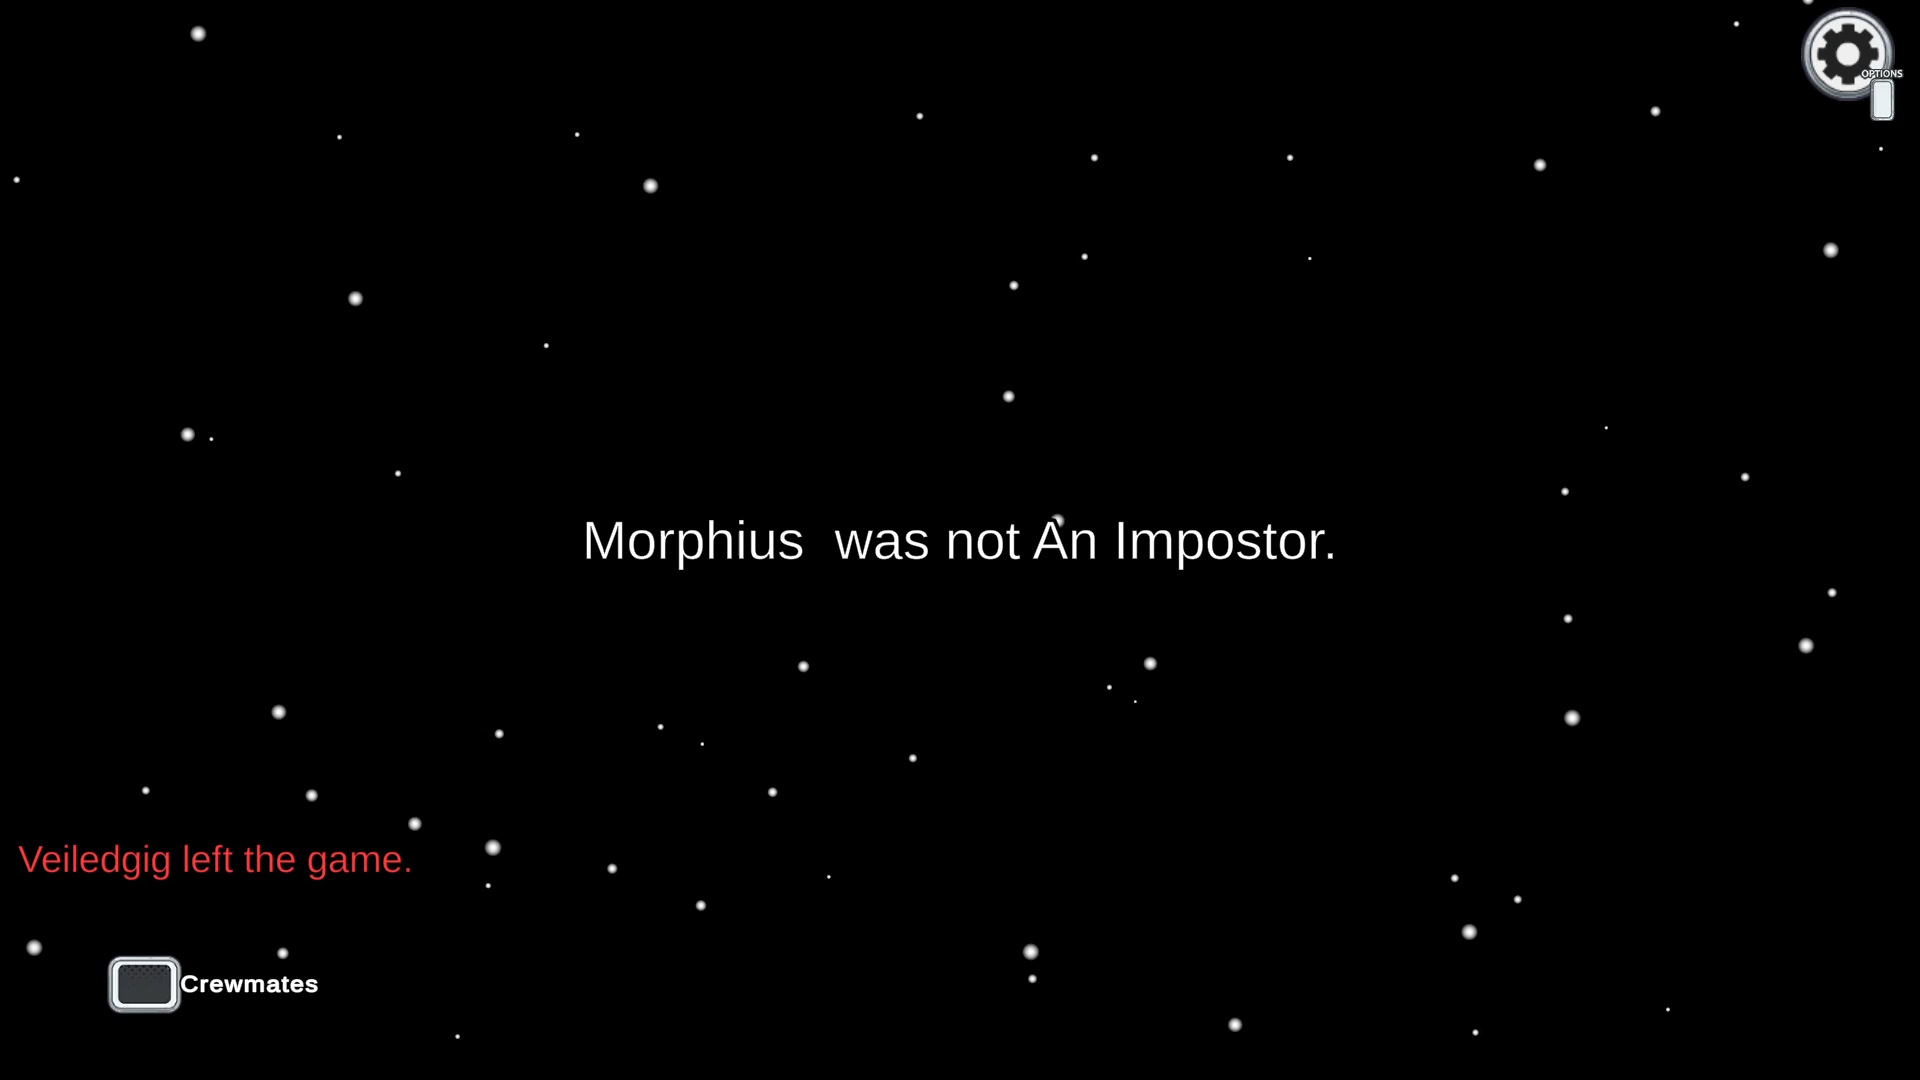 OPTIONS
Morphius  was not An Impostor.
Veiledgig left the game.
Crewmates